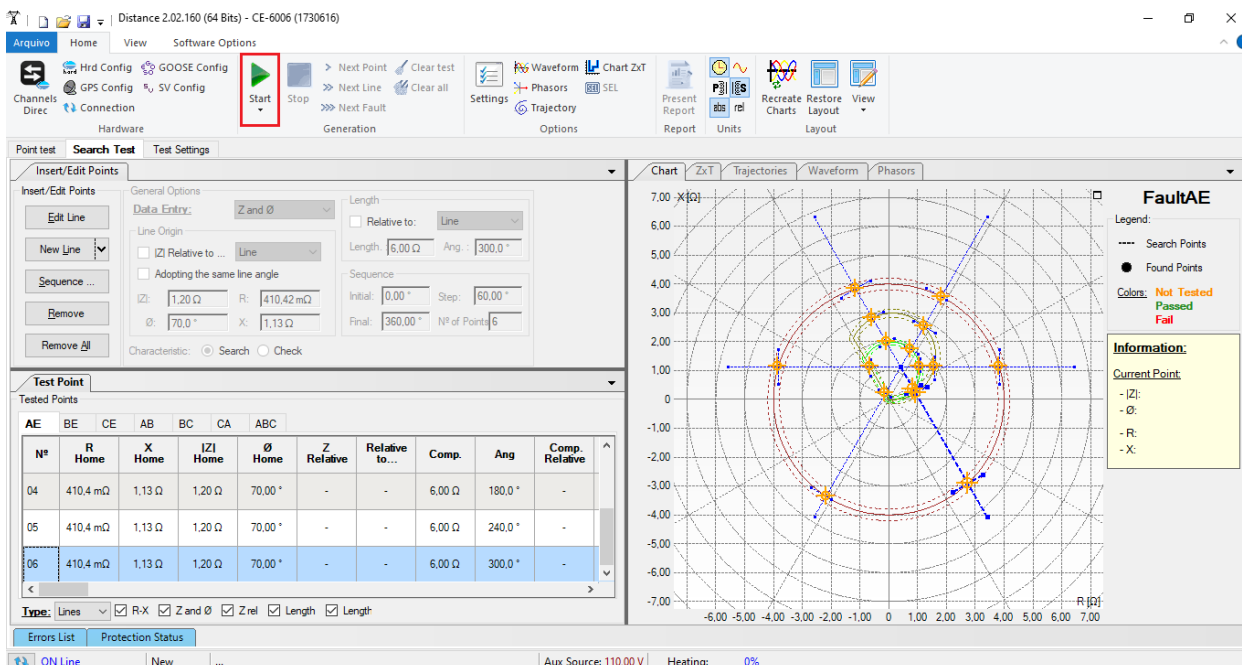 Distance 2.02.160 (64 Bits) - CE-6006 (1730616)
Arquivo Home View Software Options
Channels Direc
Hrd Config GOOSE Config
GPS Config SV Config
Connection
Hardware
Start Stop
Next Point Clear test
Next Line Clear all
Next Fault
Generation
Settings
Waveform Chart ZxT
Phasors SEL
Trajectory
Options
Present Report
Report
abs rel
Units
Recreate Charts
Restore Layout
View
Layout
Point test Search Test Test Settings
Insert/Edit Points
Insert/Edit Points
Edit Line
New Line
Sequence ...
Remove
Remove All
General Options
Data Entry: Z and Ø
Line Origin
|Z| Relative to ... Line
Adopting the same line angle
|Z|: 1,20 Ω R: 410,42 mΩ
Ø: 70,0 ° X: 1,13 Ω
Characteristic: Search Check
Length
Relative to: Line
Length. 6,00 Ω Ang. : 300,0 °
Sequence
Initial: 0,00 ° Step: 60,00 °
Final: 360,00 ° Nº of Points 6
Test Point
Tested Points
AE BE CE AB BC CA ABC
Nº R Home X Home |Z| Home Ø Home Z Relative Relative to... Comp. Ang Comp. Relative
04 410,4 mΩ 1,13 Ω 1,20 Ω 70,00 ° - - 6,00 Ω 180,0 ° -
05 410,4 mΩ 1,13 Ω 1,20 Ω 70,00 ° - - 6,00 Ω 240,0 ° -
06 410,4 mΩ 1,13 Ω 1,20 Ω 70,00 ° - - 6,00 Ω 300,0 ° -
Type: Lines R-X Z and Ø Z rel Length Length
Chart ZxT Trajectories Waveform Phasors
X [Ω]
7,00
6,00
5,00
4,00
3,00
2,00
1,00
0
-1,00
-2,00
-3,00
-4,00
-5,00
-6,00
-7,00
R [Ω]
-6,00 -5,00 -4,00 -3,00 -2,00 -1,00 0 1,00 2,00 3,00 4,00 5,00 6,00 7,00
FaultAE
Legend:
Search Points
Found Points
Colors: Not Tested
Passed
Fail
Information:
Current Point:
- |Z|:
- Ø:
- R:
- X:
Errors List Protection Status
ON Line New ... Aux Source: 110.00 V Heating: 0%